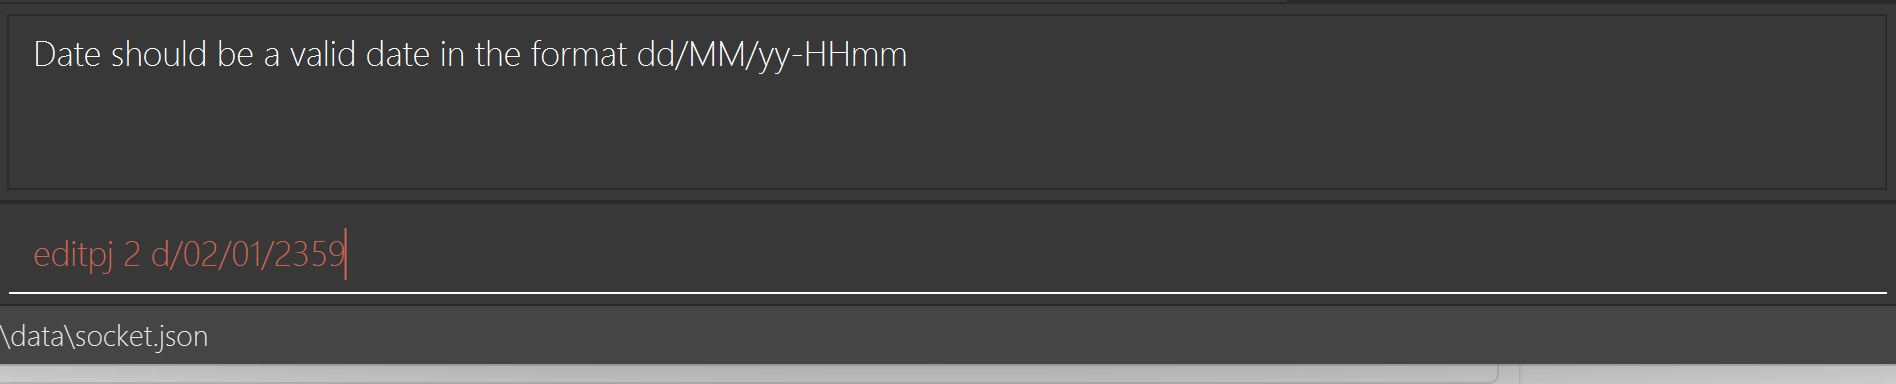 Date should be a valid date in the format dd/MM/yy-HHmm
editpj 2 d/02/01/2359
\data\socket.json